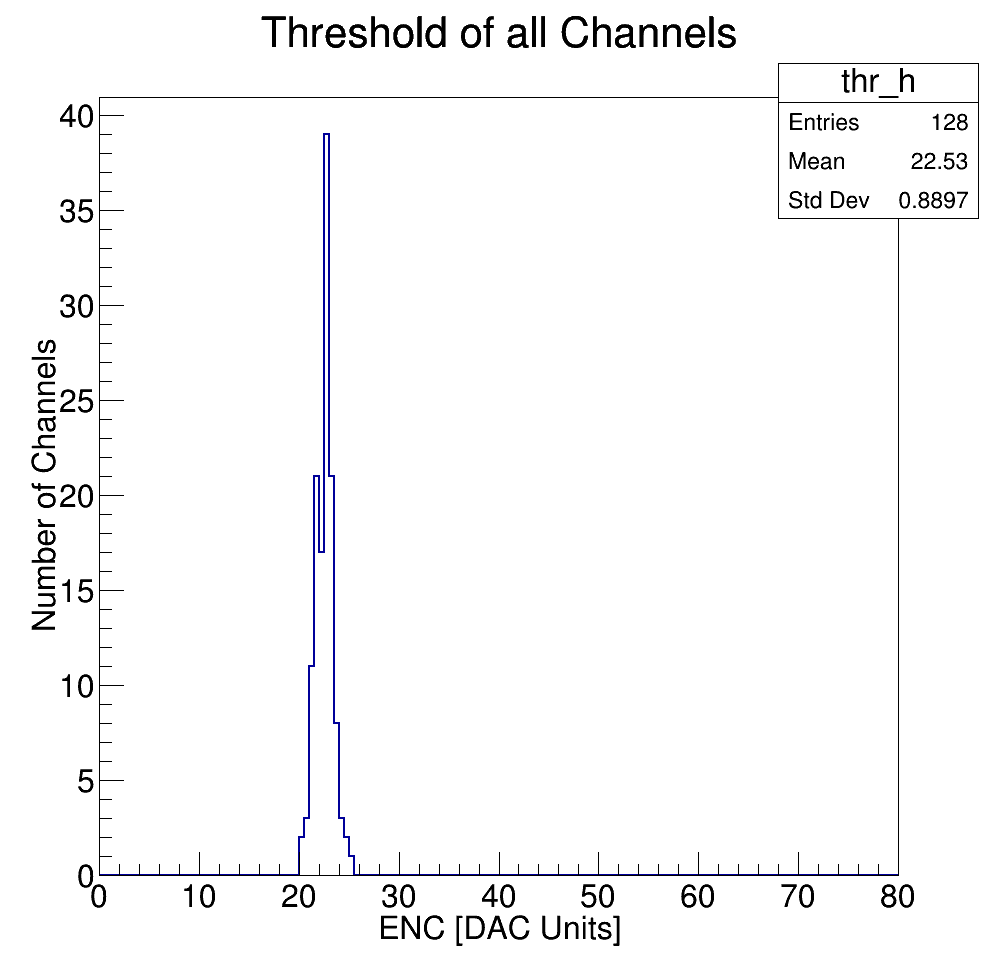 Threshold of all Channels
thr_h
Entries 128
Mean 22.53
Std Dev 0.8897
Number of Channels
40
35
30
25
20
15
10
5
0
0 10 20 30 40 50 60 70 80
ENC [DAC Units]